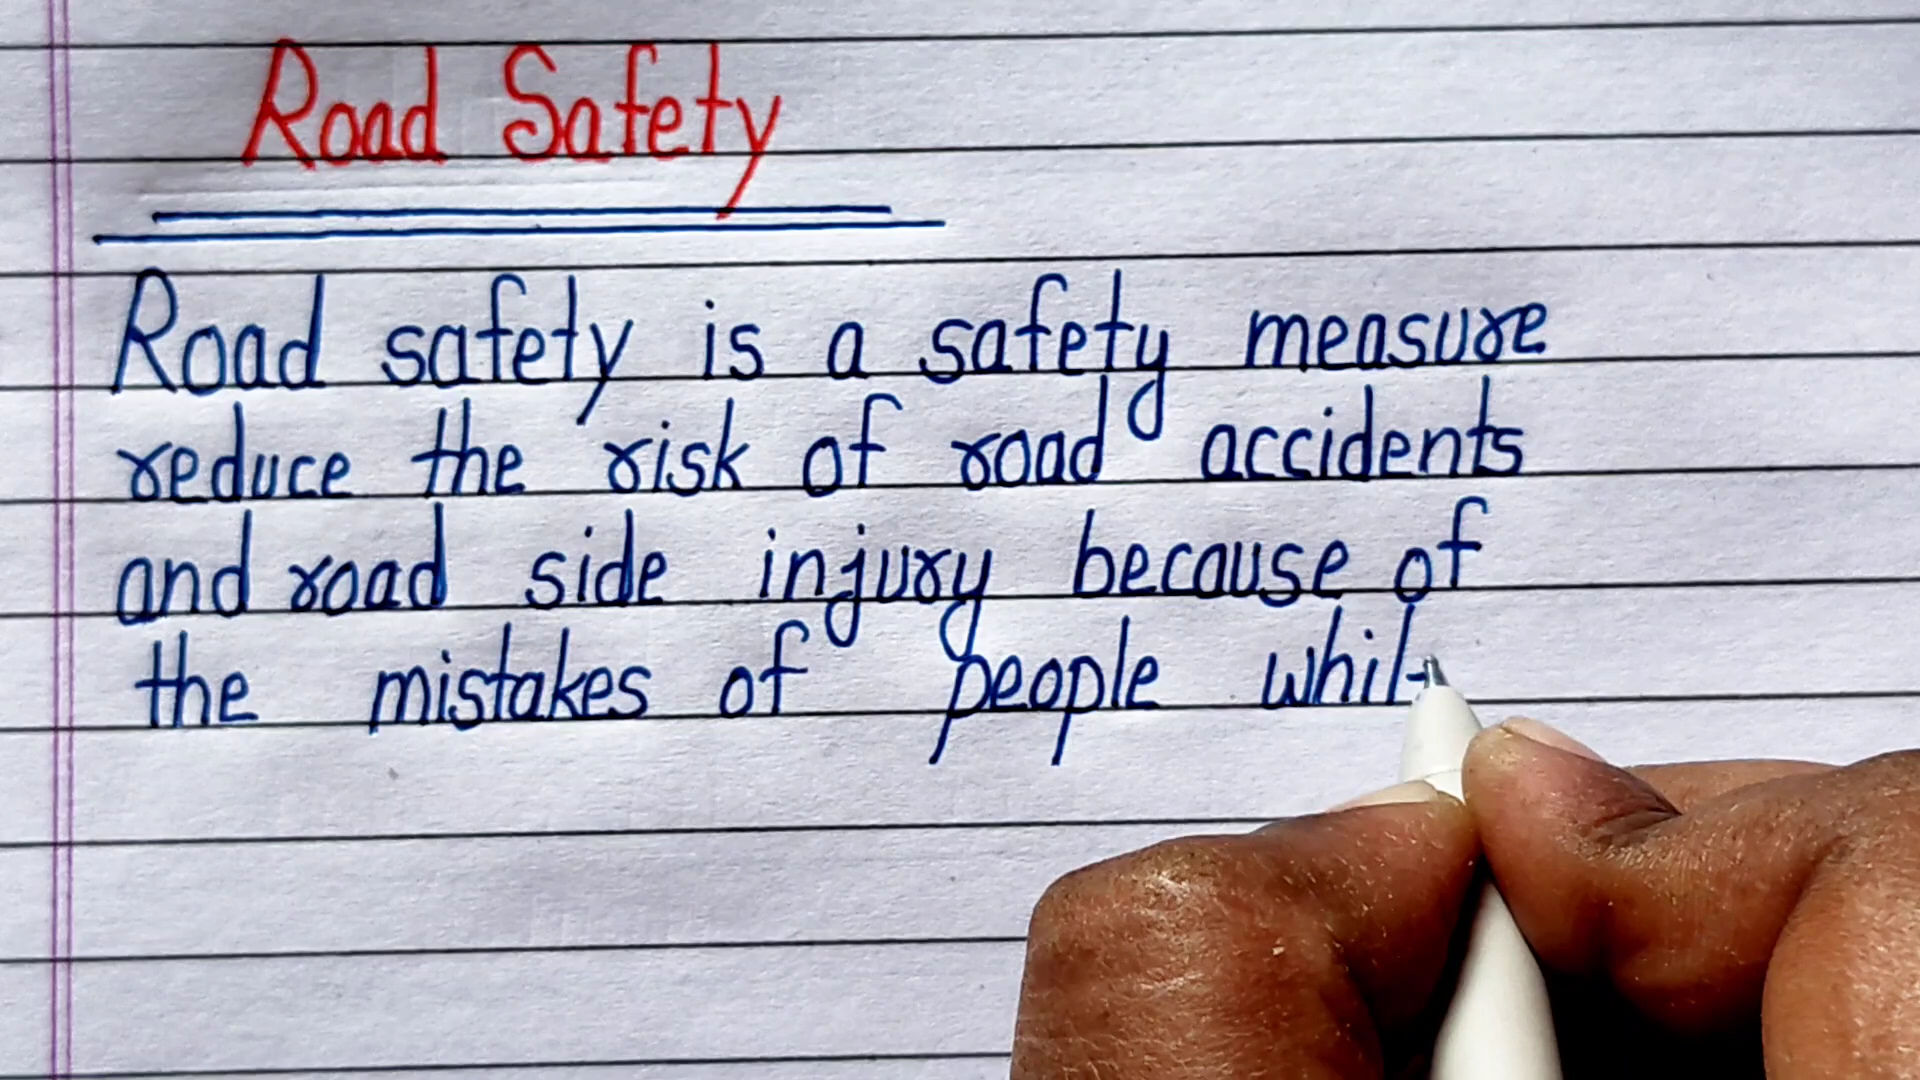 Road Safety
Road safety is a safety measure
reduce the risk of road accidents
and road side injury because of
the mistakes of people whil